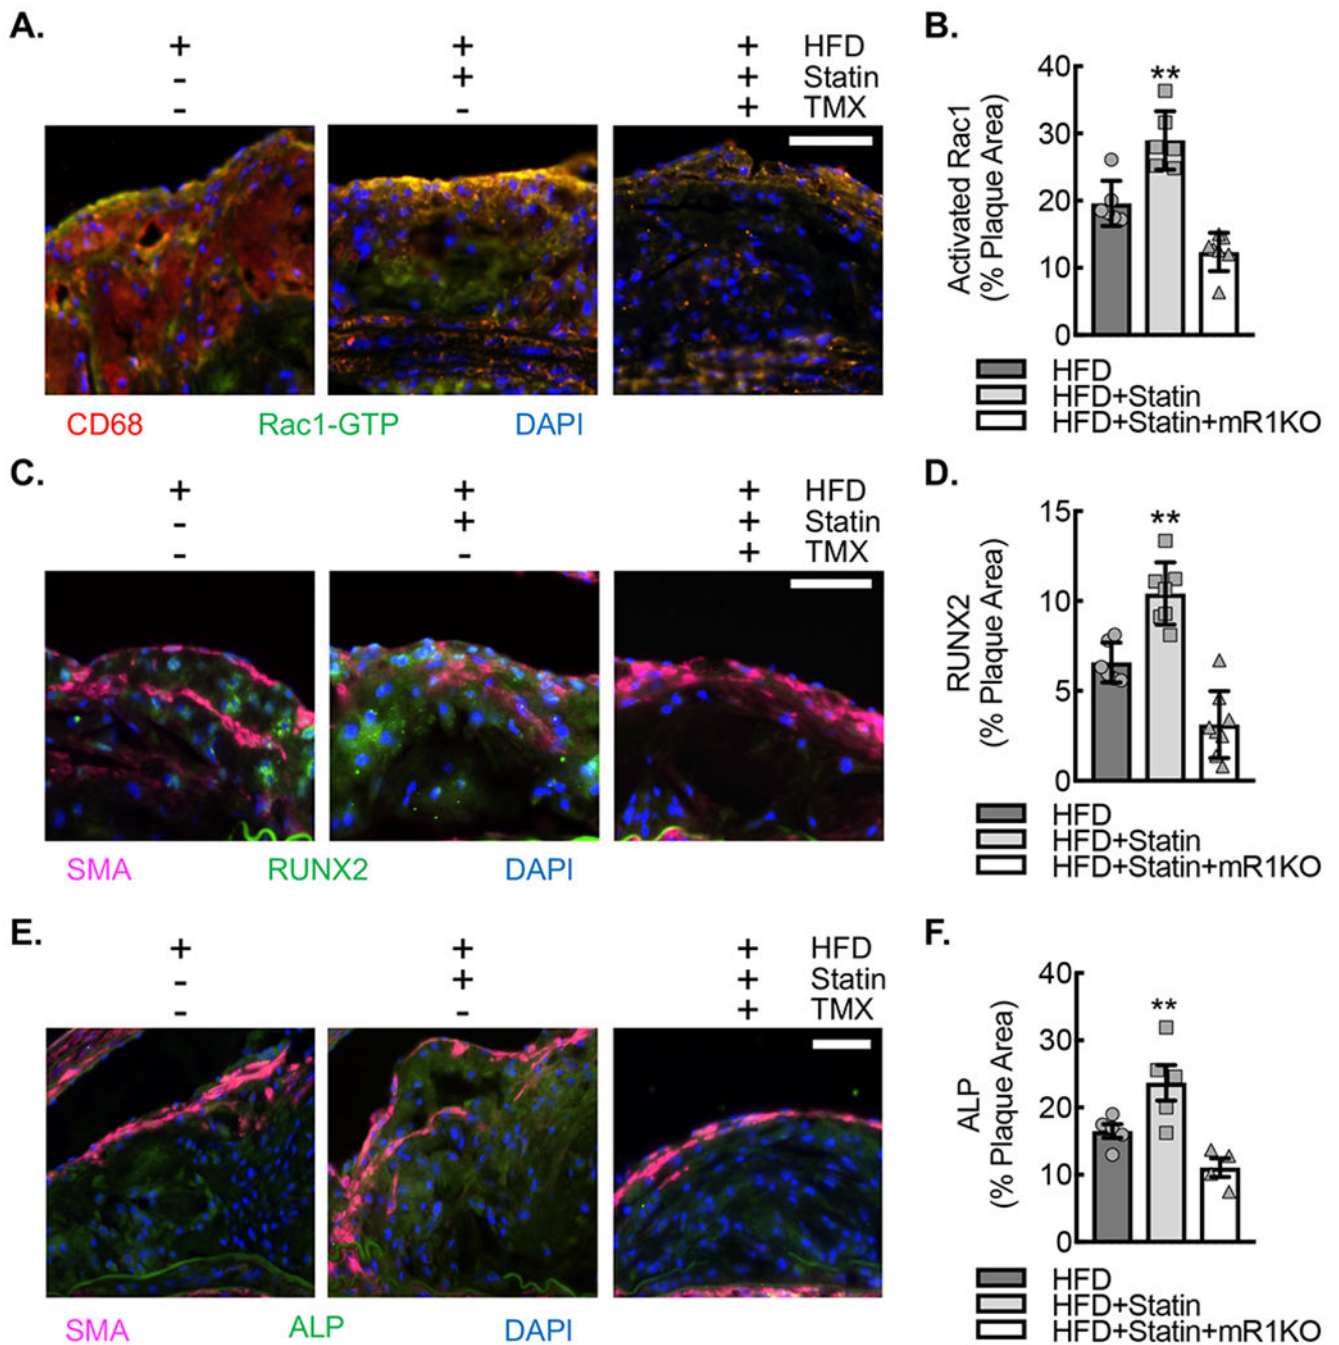 A.
+ + + HFD
- + + Statin
- - + TMX
CD68 Rac1-GTP DAPI
B.
Activated Rac1
(% Plaque Area)
40
30
20
10
0
**
HFD
HFD+Statin
HFD+Statin+mR1KO
C.
+ + + HFD
- + + Statin
- - + TMX
SMA RUNX2 DAPI
D.
RUNX2
(% Plaque Area)
15
10
5
0
**
HFD
HFD+Statin
HFD+Statin+mR1KO
E.
+ + + HFD
- + + Statin
- - + TMX
SMA ALP DAPI
F.
ALP
(% Plaque Area)
40
30
20
10
0
**
HFD
HFD+Statin
HFD+Statin+mR1KO